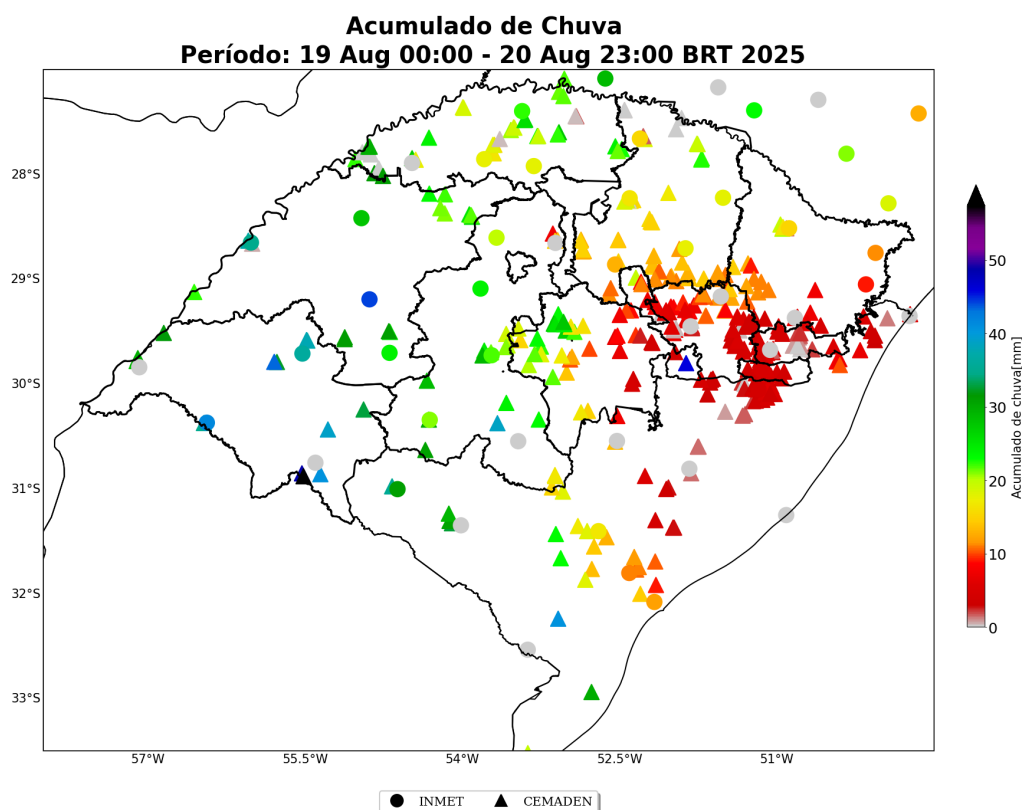 Acumulado de Chuva
Período: 19 Aug 00:00 - 20 Aug 23:00 BRT 2025
28°S
29°S
30°S
31°S
32°S
33°S
57°W 55.5°W 54°W 52.5°W 51°W
50
40
30
20
10
0
Acumulado de chuva[mm]
INMET CEMADEN